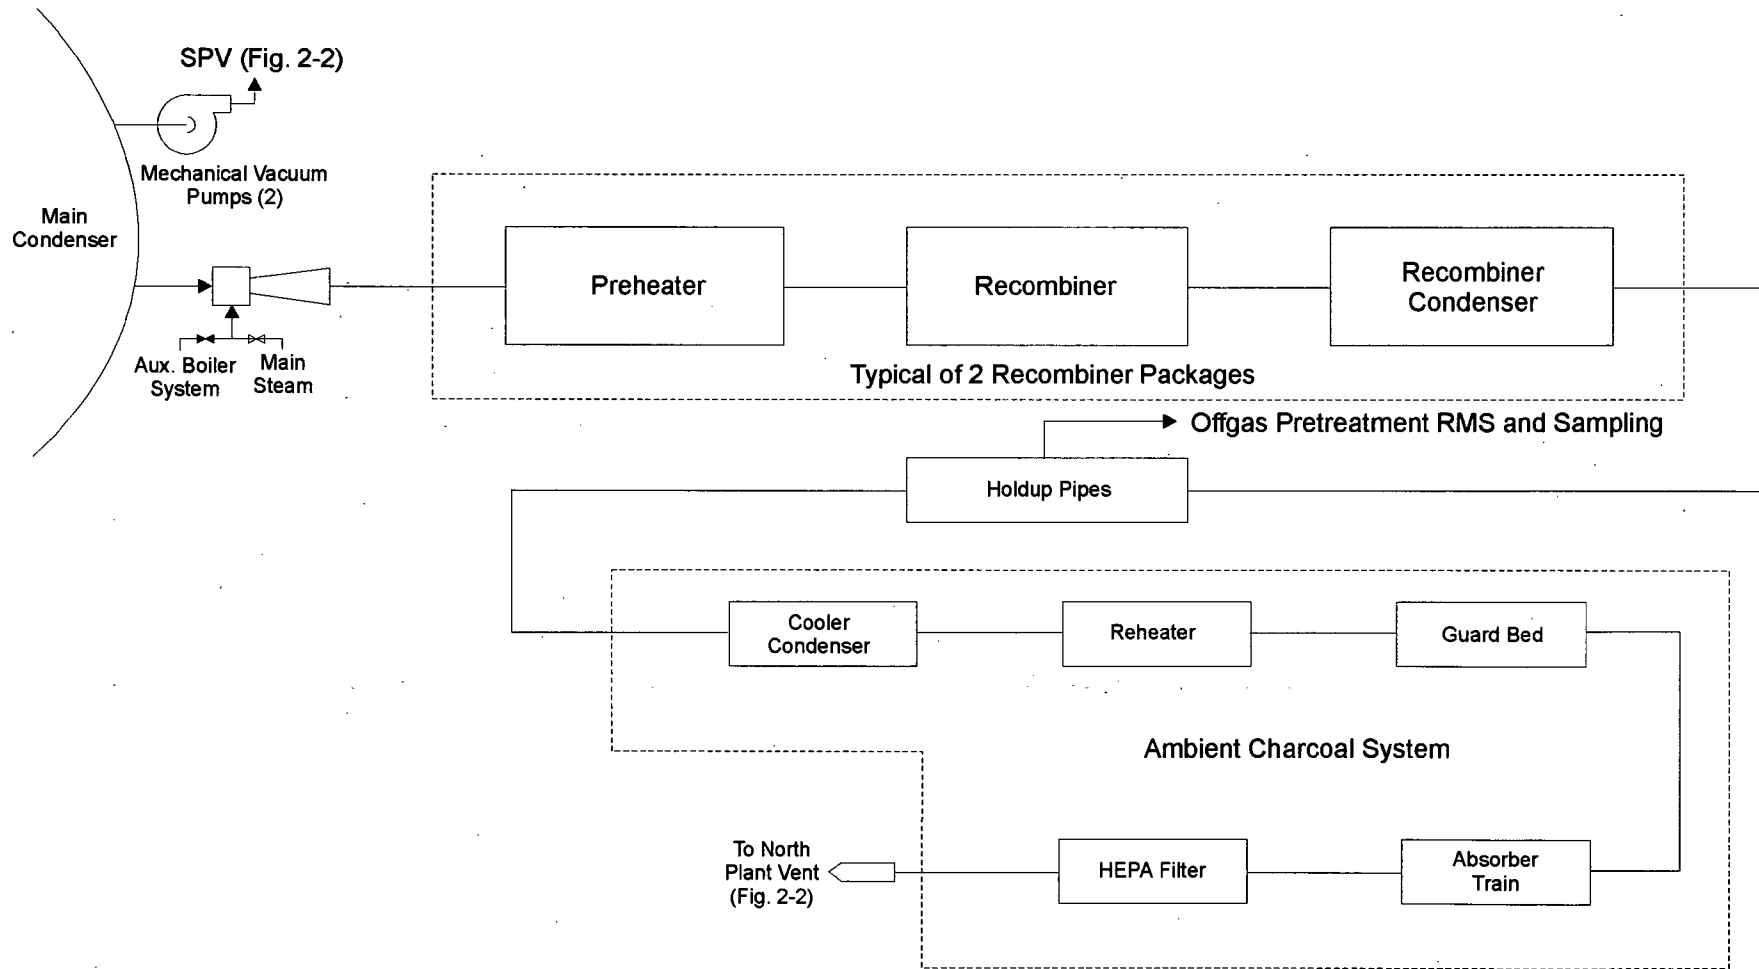 SPV (Fig. 2-2)
Mechanical Vacuum
Pumps (2)
Main
Condenser
Aux. Boiler
System
Main
Steam
Preheater
Recombiner
Recombiner
Condenser
Typical of 2 Recombiner Packages
Offgas Pretreatment RMS and Sampling
Holdup Pipes
Cooler
Condenser
Reheater
Guard Bed
Ambient Charcoal System
To North
Plant Vent
(Fig. 2-2)
HEPA Filter
Absorber
Train